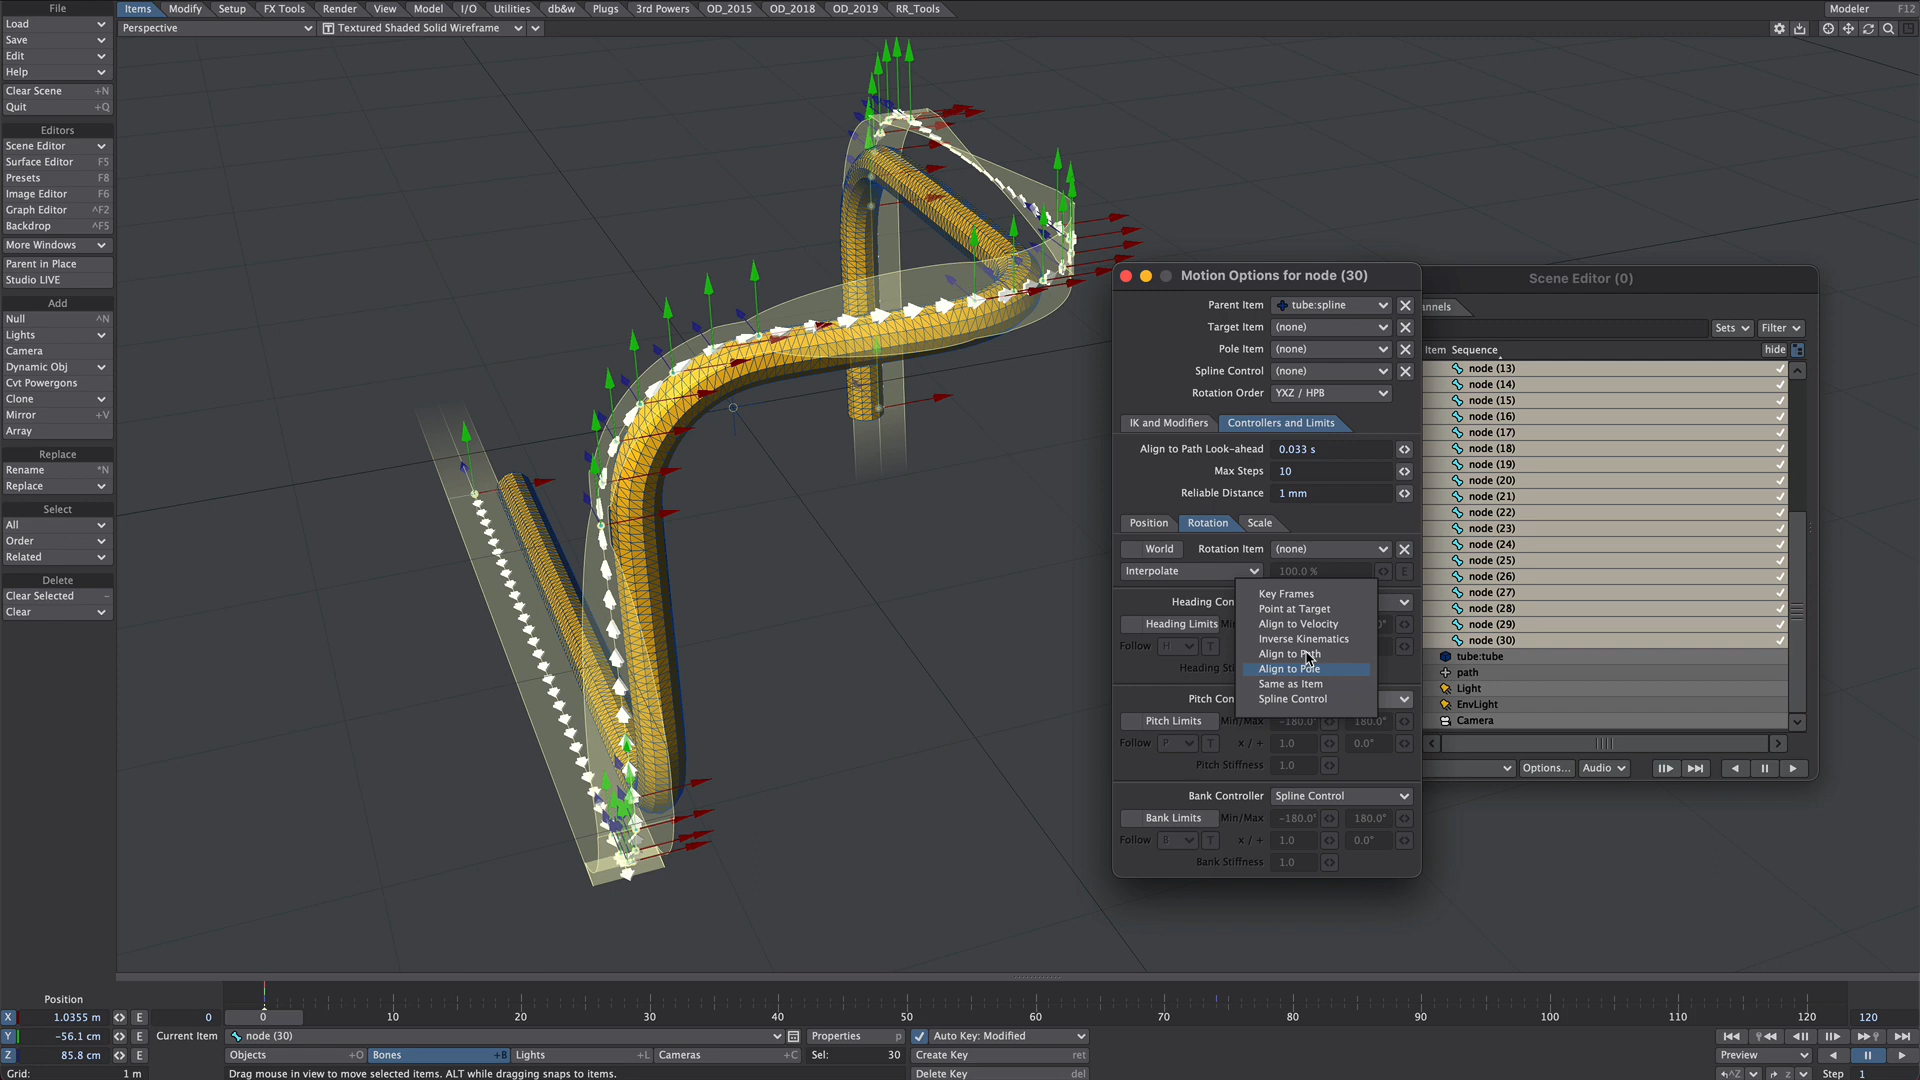 File
Load
Save
Edit
Help
Clear Scene +N
Quit +Q
Editors
Scene Editor
Surface Editor F5
Presets F8
Image Editor F6
Graph Editor ^F2
Backdrop ^F5
More Windows
Parent in Place
Studio LIVE
Add
Null ^N
Lights
Camera
Dynamic Obj
Cvt Powergons
Clone
Mirror +V
Array
Replace
Rename *N
Replace
Select
All
Order
Related
Delete
Clear Selected –
Clear
Items Modify Setup FX Tools Render View Model I/O Utilities db&w Plugs 3rd Powers OD_2015 OD_2018 OD_2019 RR_Tools
Modeler F12
Perspective
T Textured Shaded Solid Wireframe
Motion Options for node (30)
Parent Item tube:spline
Target Item (none)
Pole Item (none)
Spline Control (none)
Rotation Order YXZ / HPB
IK and Modifiers Controllers and Limits
Align to Path Look-ahead 0.033 s
Max Steps 10
Reliable Distance 1 mm
Position Rotation Scale
World Rotation Item (none)
Interpolate 100.0 % E
Heading Con
Heading Limits
Follow H T
Heading Sti
Key Frames
Point at Target
Align to Velocity
Inverse Kinematics
Align to Path
Align to Pole
Same as Item
Spline Control
Pitch Con
Pitch Limits Min/Max -180.0° 180.0°
Follow P T x / + 1.0 0.0°
Pitch Stiffness 1.0
Bank Controller Spline Control
Bank Limits Min/Max -180.0° 180.0°
Follow B x / + 1.0 0.0°
Bank Stiffness 1.0
Scene Editor (0)
annels
Sets Filter
Item Sequence hide
node (13)
node (14)
node (15)
node (16)
node (17)
node (18)
node (19)
node (20)
node (21)
node (22)
node (23)
node (24)
node (25)
node (26)
node (27)
node (28)
node (29)
node (30)
tube:tube
path
Light
EnvLight
Camera
Options... Audio
Position
X 1.0355 m E 0
Y -56.1 cm E
Z 85.8 cm E
Grid: 1 m
0 10 20 30 40 50 60 70 80 90 100 110 120 120
Current Item node (30) Properties p Auto Key: Modified
Objects +O Bones +B Lights +L Cameras +C Sel: 30 Create Key ret
Drag mouse in view to move selected items. ALT while dragging snaps to items. Delete Key del
Preview
^Z z Step 1